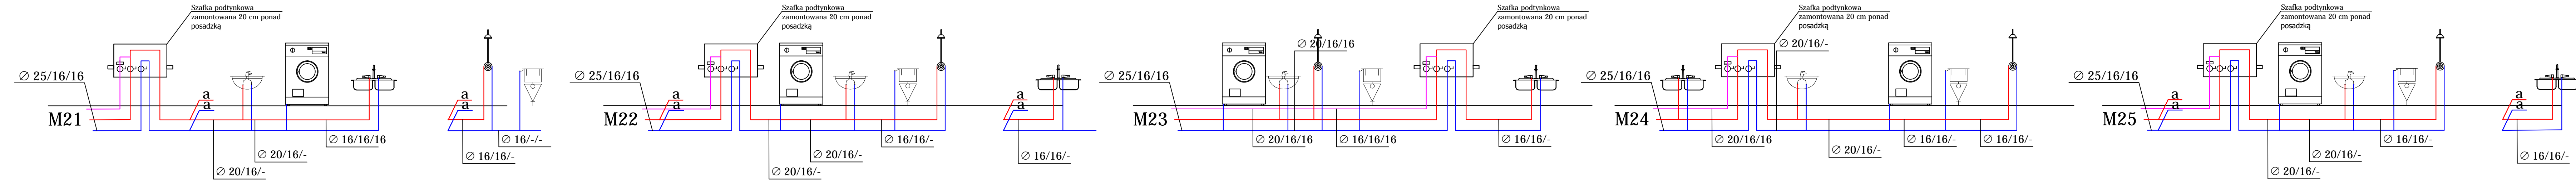 Szafka podtynkowa
zamontowana 20 cm ponad
posadzką
∅ 25/16/16
a
a
M21
∅ 16/16/16
∅ 20/16/-
∅ 20/16/-
a
a
∅ 16/-/-
∅ 16/16/-
Szafka podtynkowa
zamontowana 20 cm ponad
posadzką
∅ 25/16/16
a
a
M22
∅ 16/16/-
∅ 20/16/-
∅ 20/16/-
a
a
∅ 16/16/-
Szafka podtynkowa
zamontowana 20 cm ponad
posadzką
∅ 20/16/16
∅ 25/16/16
M23
∅ 20/16/16
∅ 16/16/16
∅ 16/16/-
Szafka podtynkowa
zamontowana 20 cm ponad
posadzką
∅ 20/16/-
∅ 25/16/16
M24
∅ 20/16/16
∅ 20/16/-
∅ 16/16/-
∅ 16/16/-
Szafka podtynkowa
zamontowana 20 cm ponad
posadzką
∅ 25/16/16
a
a
M25
∅ 16/16/-
∅ 20/16/-
∅ 20/16/-
a
a
∅ 16/16/-